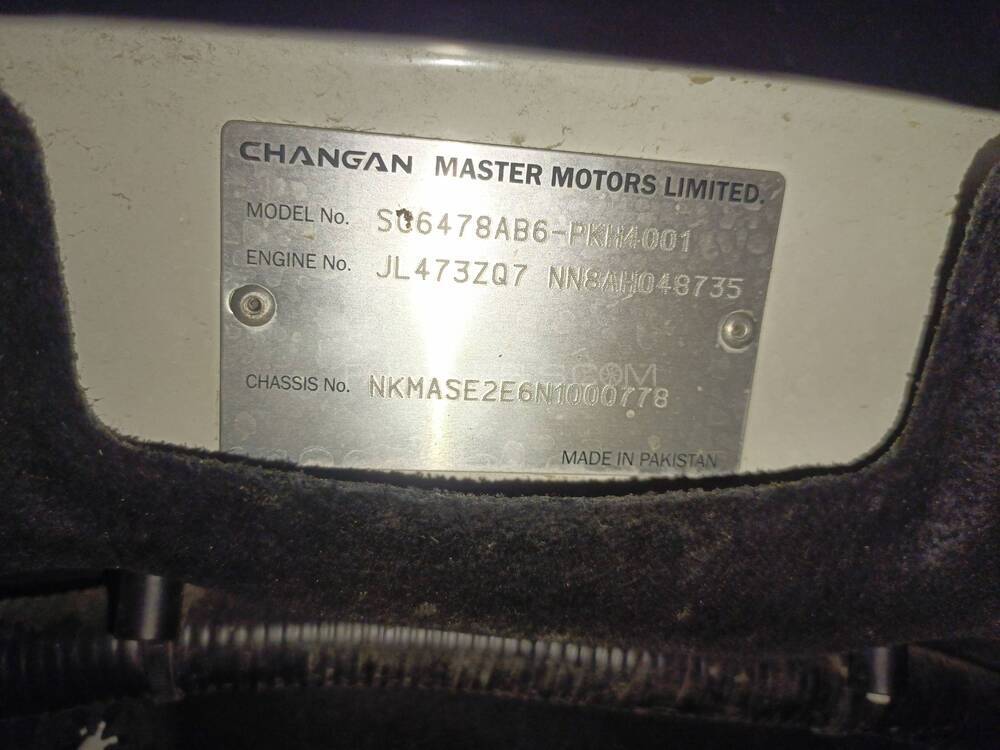 CHANGAN MASTER MOTORS LIMITED.
MODEL No. SC6478AB6-PKH4001
ENGINE No. JL473ZQ7 NN8AH048735
CHASSIS No. NKMASE2E6N1000778
MADE IN PAKISTAN